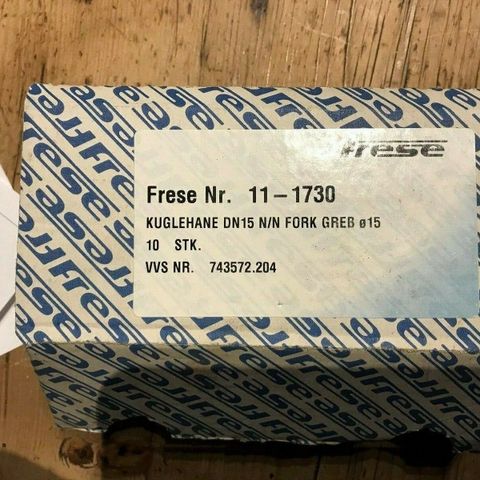 frese
Frese Nr. 11-1730
KUGLEHANE DN15 N/N FORK GREB ø15
10 STK.
VVS NR. 743572.204